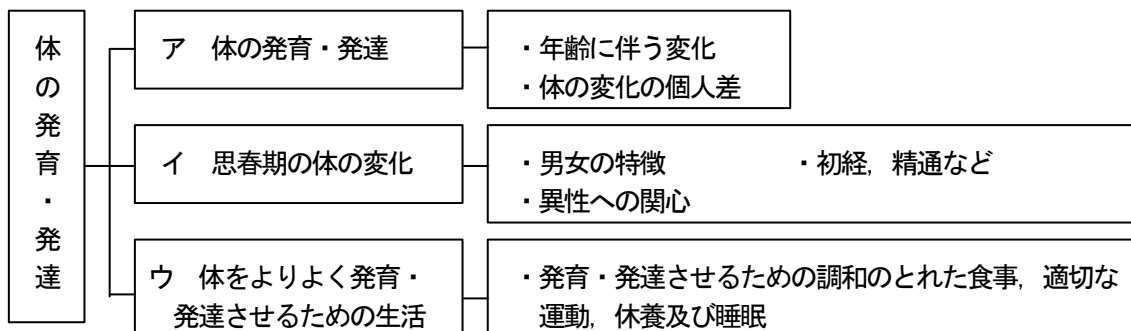 体の発育・発達
ア　体の発育・発達
・年齢に伴う変化
・体の変化の個人差
イ　思春期の体の変化
・男女の特徴　　　　・初経，精通など
・異性への関心
ウ　体をよりよく発育・
発達させるための生活
・発育・発達させるための調和のとれた食事，適切な
運動，休養及び睡眠